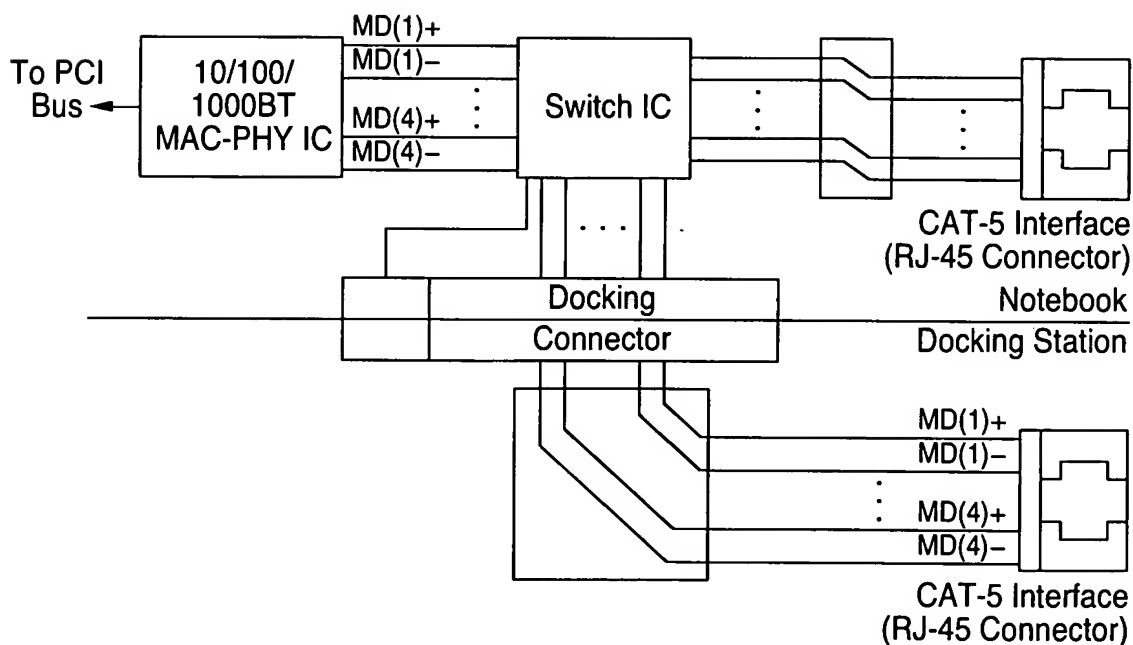 To PCI
Bus
10/100/
1000BT
MAC-PHY IC
MD(1)+
MD(1)−
MD(4)+
MD(4)−
Switch IC
CAT-5 Interface
(RJ-45 Connector)
Docking
Connector
Notebook
Docking Station
MD(1)+
MD(1)−
MD(4)+
MD(4)−
CAT-5 Interface
(RJ-45 Connector)